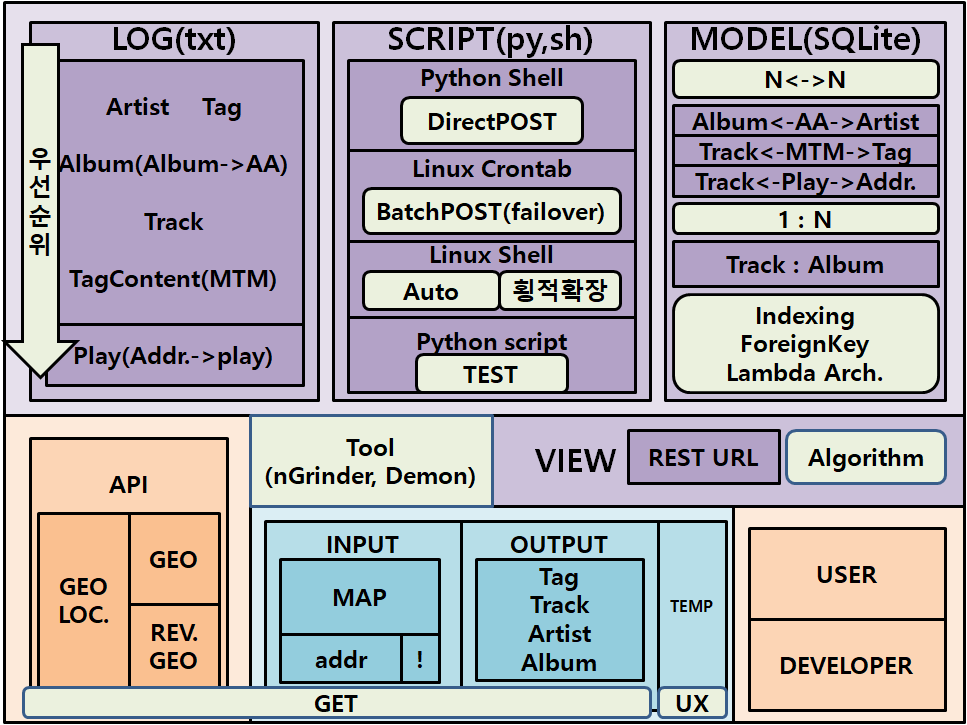 LOG(txt)
우선순위
Artist Tag
Album(Album->AA)
Track
TagContent(MTM)
Play(Addr.->play)
SCRIPT(py,sh)
Python Shell
DirectPOST
Linux Crontab
BatchPOST(failover)
Linux Shell
Auto
횡적확장
Python script
TEST
MODEL(SQLite)
N<->N
Album<-AA->Artist
Track<-MTM->Tag
Track<-Play->Addr.
1 : N
Track : Album
Indexing
ForeignKey
Lambda Arch.
Tool
(nGrinder, Demon)
VIEW
REST URL
Algorithm
API
GEO
LOC.
GEO
REV.
GEO
INPUT
MAP
addr
!
OUTPUT
Tag
Track
Artist
Album
TEMP
GET
UX
USER
DEVELOPER